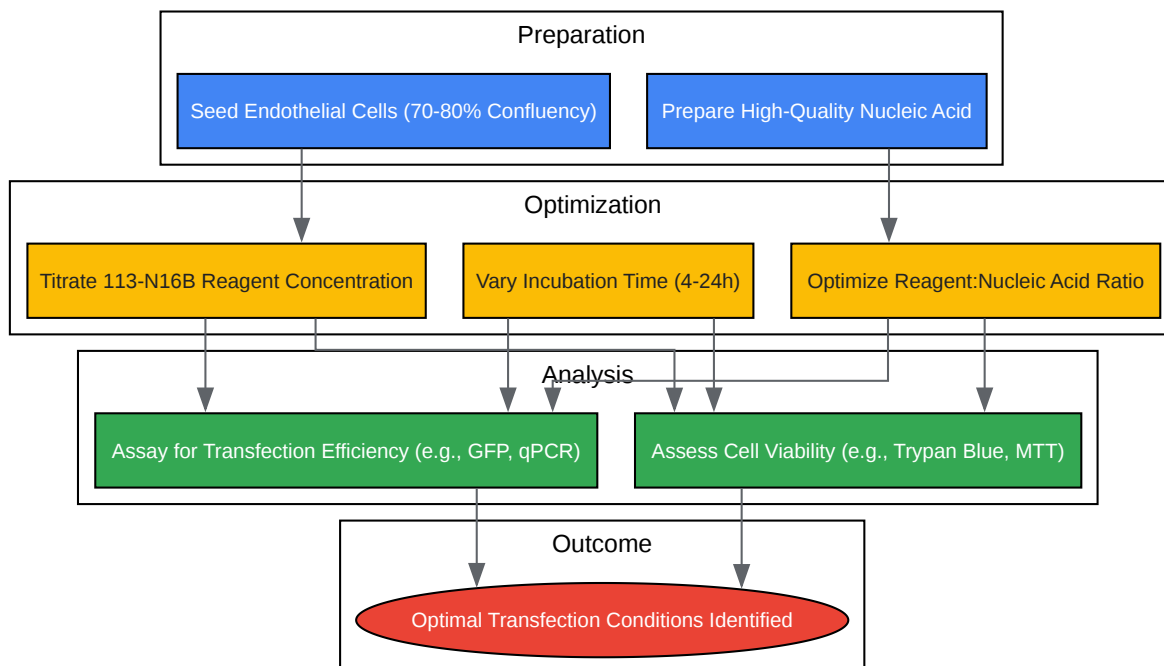 Preparation
Seed Endothelial Cells (70-80% Confluency)
Prepare High-Quality Nucleic Acid
Optimization
Titrate 113-N16B Reagent Concentration
Vary Incubation Time (4-24h)
Optimize Reagent:Nucleic Acid Ratio
Analysis
Assay for Transfection Efficiency (e.g., GFP, qPCR)
Assess Cell Viability (e.g., Trypan Blue, MTT)
Outcome
Optimal Transfection Conditions Identified